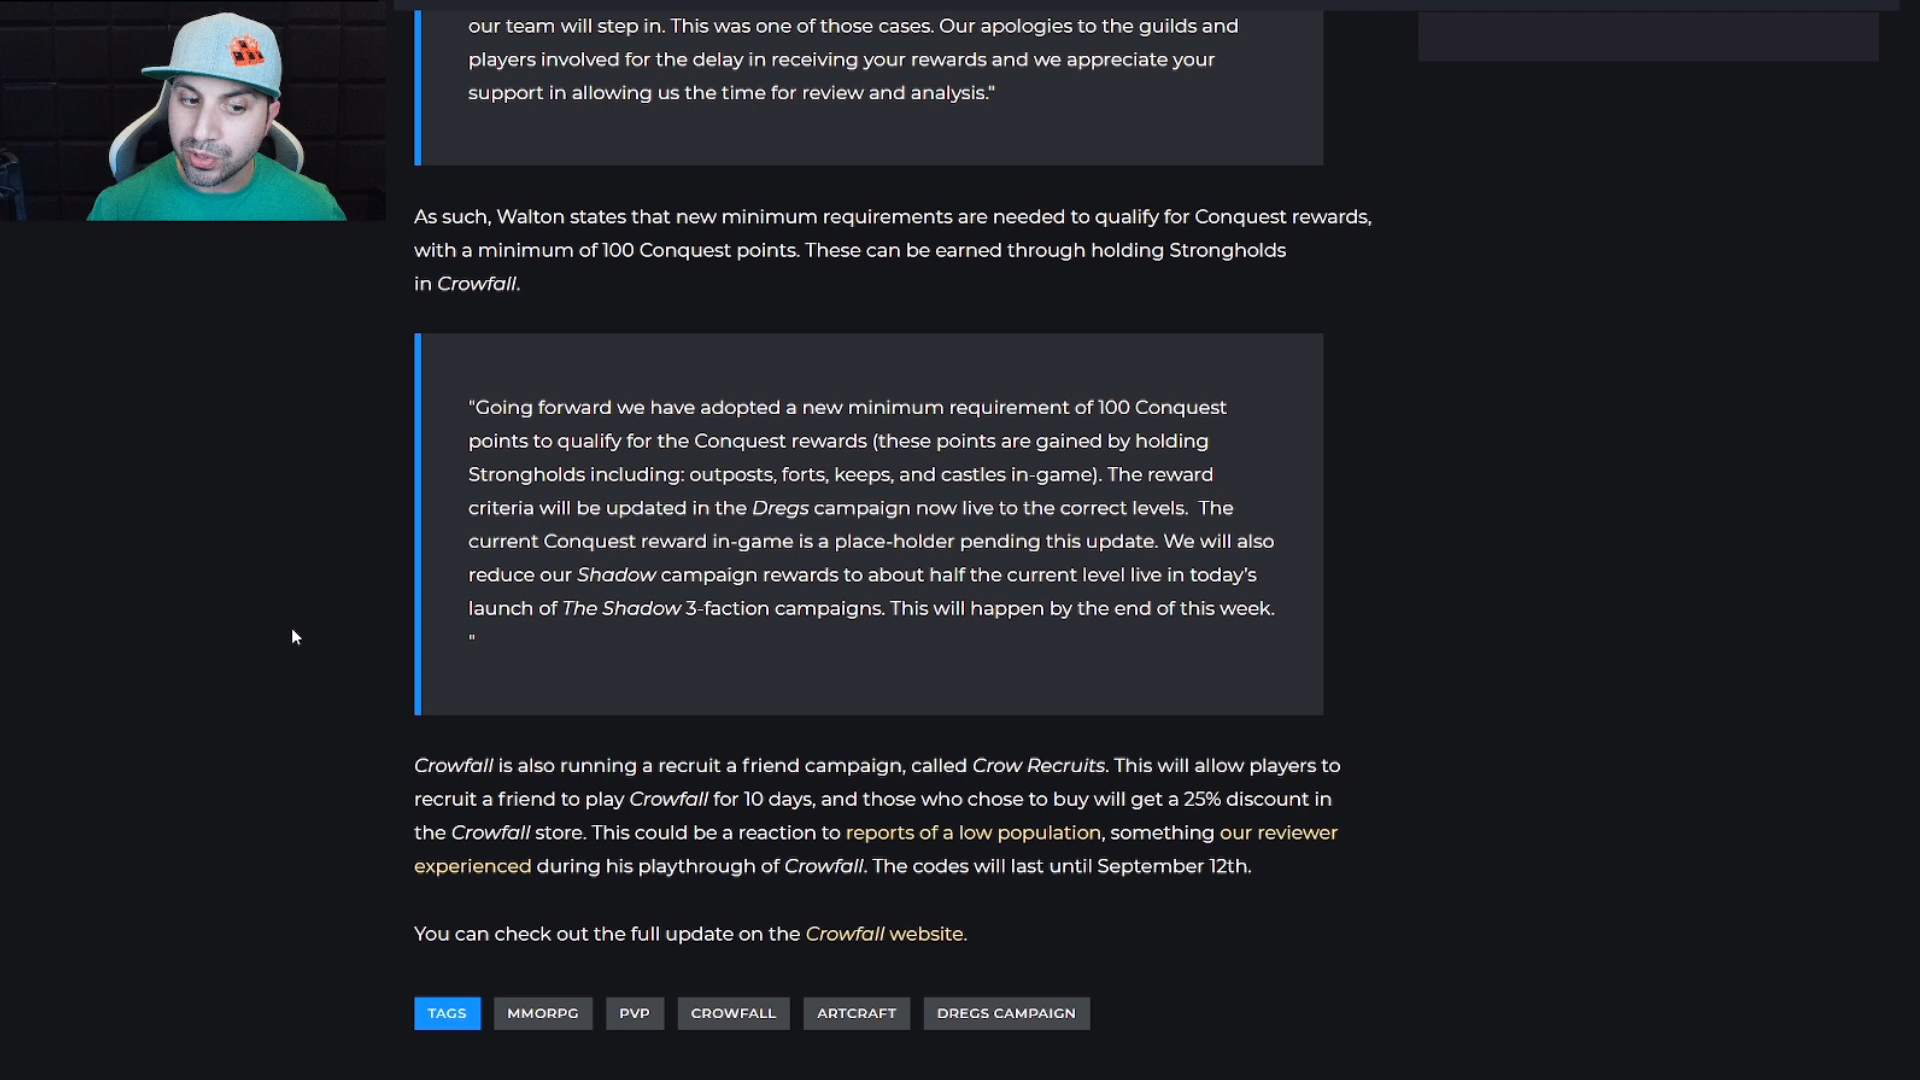 our team will step in. This was one of those cases. Our apologies to the guilds and
players involved for the delay in receiving your rewards and we appreciate your
support in allowing us the time for review and analysis."
As such, Walton states that new minimum requirements are needed to qualify for Conquest rewards,
with a minimum of 100 Conquest points. These can be earned through holding Strongholds
in Crowfall.
"Going forward we have adopted a new minimum requirement of 100 Conquest
points to qualify for the Conquest rewards (these points are gained by holding
Strongholds including: outposts, forts, keeps, and castles in-game). The reward
criteria will be updated in the Dregs campaign now live to the correct levels.  The
current Conquest reward in-game is a place-holder pending this update. We will also
reduce our Shadow campaign rewards to about half the current level live in today's
launch of The Shadow 3-faction campaigns. This will happen by the end of this week.
"
Crowfall is also running a recruit a friend campaign, called Crow Recruits. This will allow players to
recruit a friend to play Crowfall for 10 days, and those who chose to buy will get a 25% discount in
the Crowfall store. This could be a reaction to reports of a low population, something our reviewer
experienced during his playthrough of Crowfall. The codes will last until September 12th.
You can check out the full update on the Crowfall website.
TAGS MMORPG PVP CROWFALL ARTCRAFT DREGS CAMPAIGN